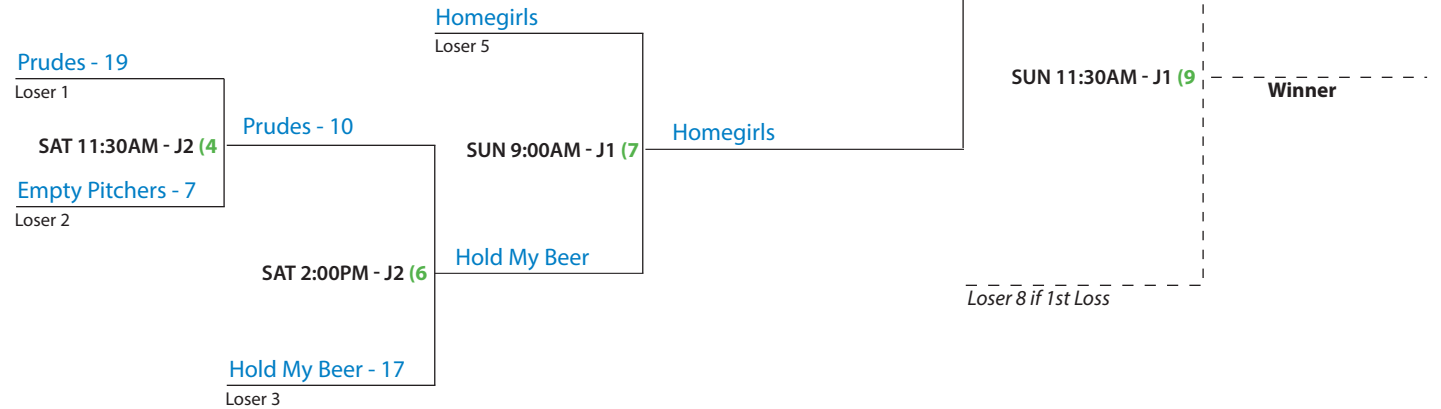 Homegirls
Loser 5
Prudes - 19
Loser 1
SUN 11:30AM - J1 (9
Winner
Prudes - 10
Homegirls
SAT 11:30AM - J2 (4
SUN 9:00AM - J1 (7
Empty Pitchers - 7
Loser 2
Hold My Beer
SAT 2:00PM - J2 (6
Loser 8 if 1st Loss
Hold My Beer - 17
Loser 3